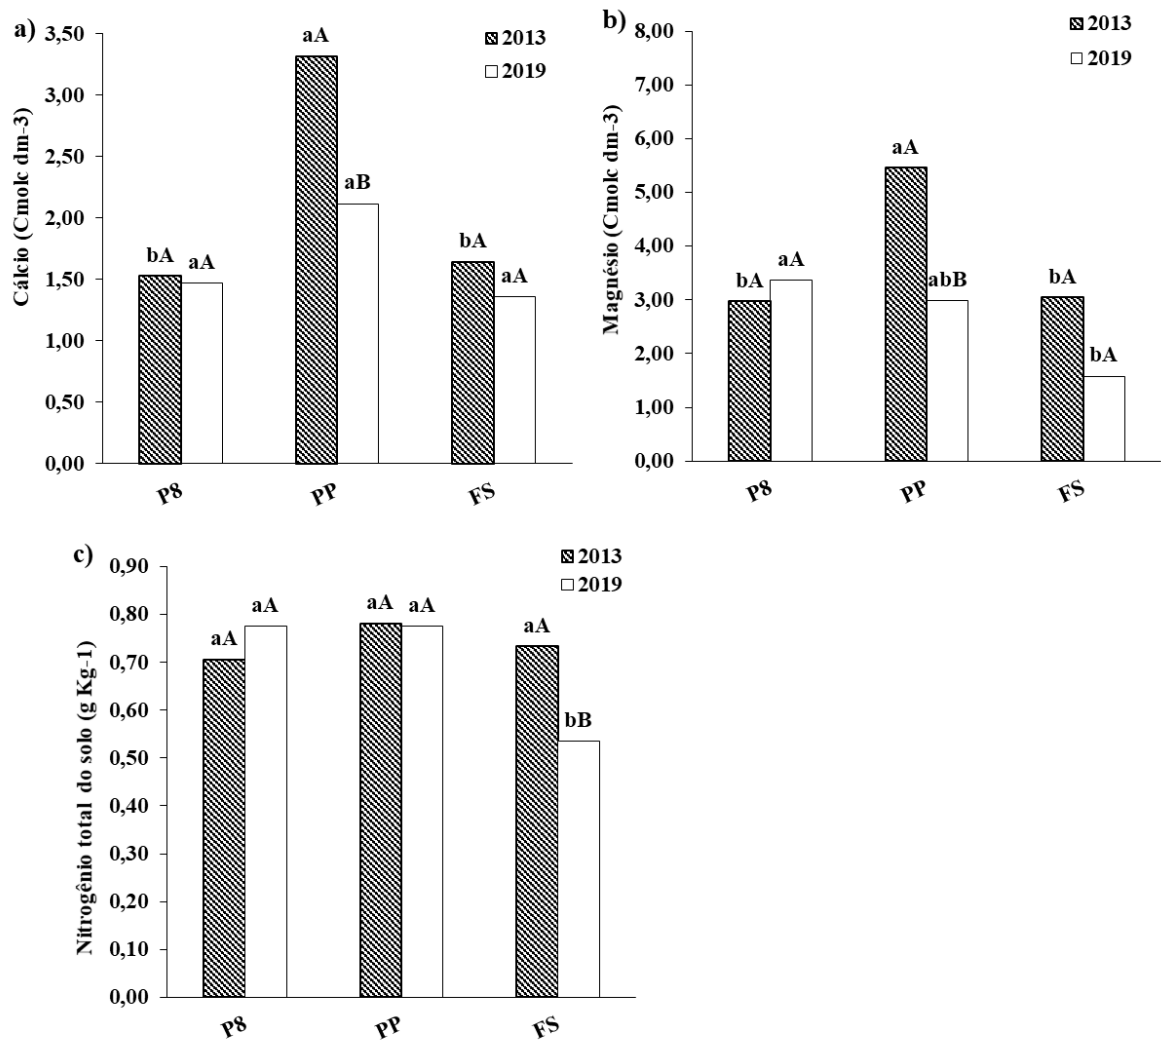 a)
Cálcio (Cmolc dm-3)
3,50
3,00
2,50
2,00
1,50
1,00
0,50
0,00
2013
2019
bA
aA
aA
aB
bA
aA
P8
PP
FS
b)
Magnésio (Cmolc dm-3)
8,00
7,00
6,00
5,00
4,00
3,00
2,00
1,00
0,00
2013
2019
bA
aA
aA
abB
bA
bA
P8
PP
FS
c)
Nitrogênio total do solo (g Kg-1)
0,90
0,80
0,70
0,60
0,50
0,40
0,30
0,20
0,10
0,00
2013
2019
aA
aA
aA
aA
aA
bB
P8
PP
FS